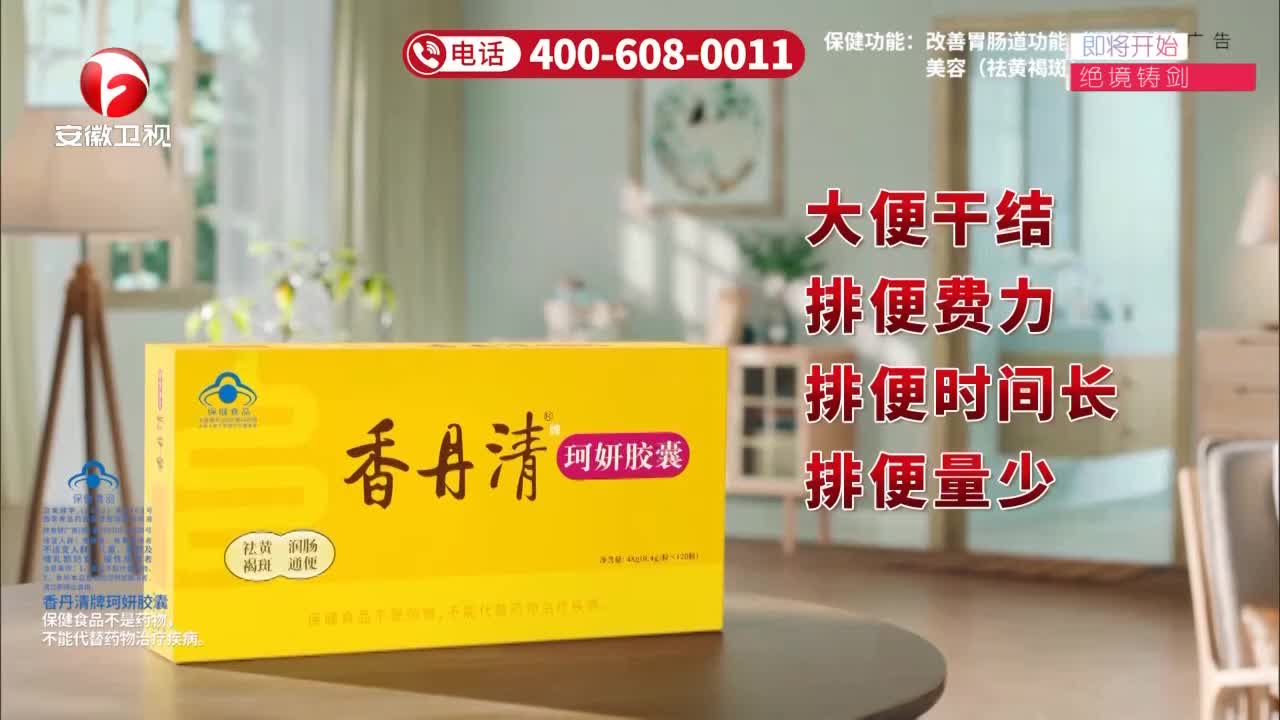 安徽卫视
电话 400-608-0011
保健功能：改善胃肠道功能
美容（祛黄褐斑
广告
即将开始
绝境铸剑
大便干结
排便费力
排便时间长
排便量少
保健食品
香丹清®
牌
珂妍胶囊
祛黄褐斑
润肠通便
保健食品不是药物，不能代替药物治疗疾病。
保健食品
香丹清牌珂妍胶囊
保健食品不是药物，
不能代替药物治疗疾病。